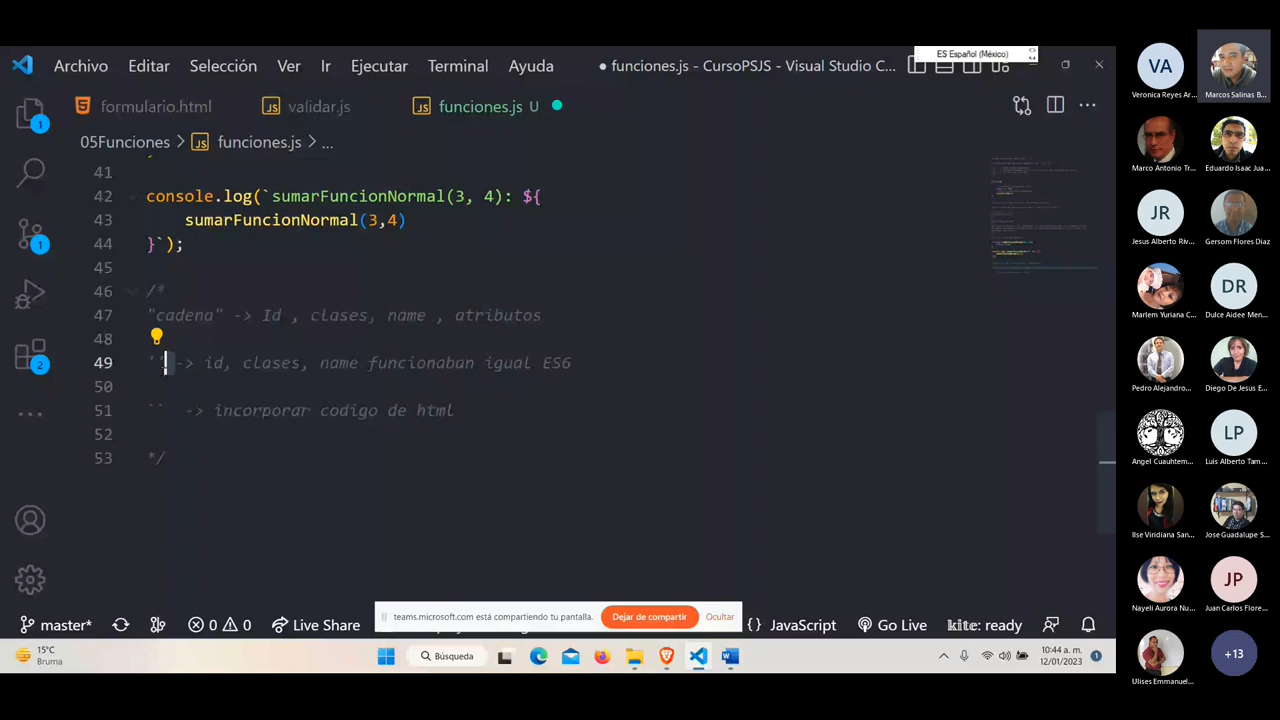 ES Español (México)
Archivo Editar Selección Ver Ir Ejecutar Terminal Ayuda
● funciones.js - CursoPSJS - Visual Studio C...
formulario.html
JS validar.js
JS funciones.js U
05Funciones > JS funciones.js > ...
41
42 console.log(`sumarFuncionNormal(3, 4): ${
43 sumarFuncionNormal(3,4)
44 }`);
45
46 /*
47 "cadena" -> Id , clases, name , atributos
48
49 '' -> id, clases, name funcionaban igual ES6
50
51 `` -> incorporar codigo de html
52
53 */
1
1
2
teams.microsoft.com está compartiendo tu pantalla.
Dejar de compartir
Ocultar
master*
0 0
Live Share
{ } JavaScript
Go Live
kite: ready
15°C
Bruma
Búsqueda
10:44 a. m.
12/01/2023
1
VA
Veronica Reyes Ar...
Marcos Salinas B...
Marco Antonio Tr...
Eduardo Isaac Jua...
JR
Jesus Alberto Riv...
Gersom Flores Diaz
Marlem Yuriana C...
DR
Dulce Aidee Men...
Pedro Alejandro...
Diego De Jesus E...
Angel Cuauhtem...
LP
Luis Alberto Tam...
Ilse Viridiana San...
Jose Guadalupe S...
Nayeli Aurora Nu...
JP
Juan Carlos Flore...
Ulises Emmanuel...
+13